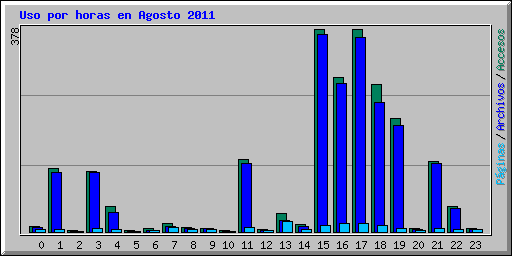 Uso por horas en Agosto 2011
378
Páginas / Archivos / Accesos
0 1 2 3 4 5 6 7 8 9 10 11 12 13 14 15 16 17 18 19 20 21 22 23